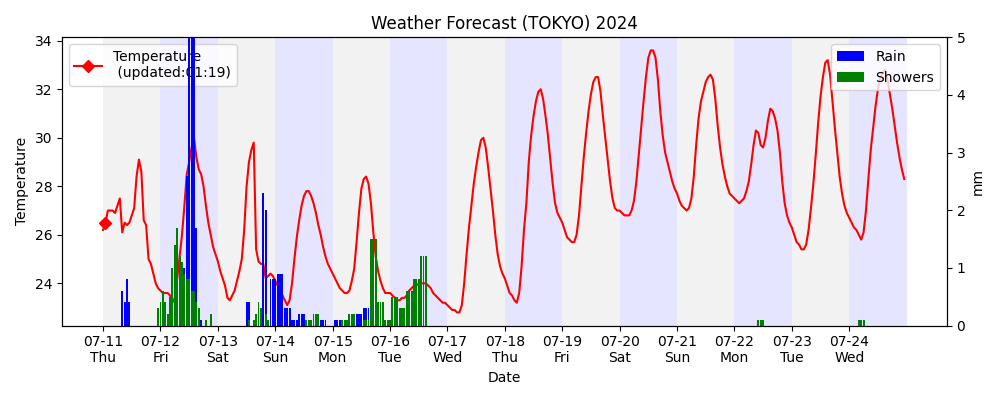 Weather Forecast (TOKYO) 2024
Temperature
(updated:01:19)
Rain
Showers
34
32
30
28
26
24
Temperature
5
4
3
2
1
0
mm
07-11 07-12 07-13 07-14 07-15 07-16 07-17 07-18 07-19 07-20 07-21 07-22 07-23 07-24
Thu Fri Sat Sun Mon Tue Wed Thu Fri Sat Sun Mon Tue Wed
Date